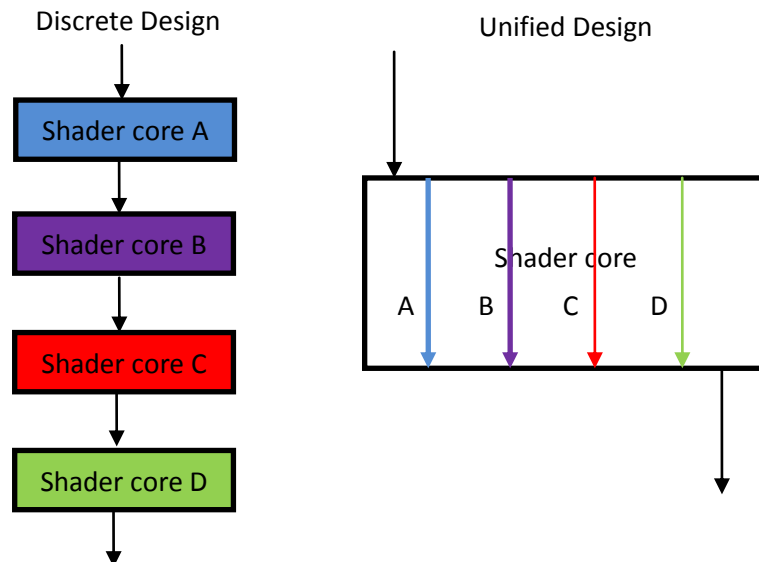 Discrete Design
Shader core A
Shader core B
Shader core C
Shader core D
Unified Design
Shader core
A B C D